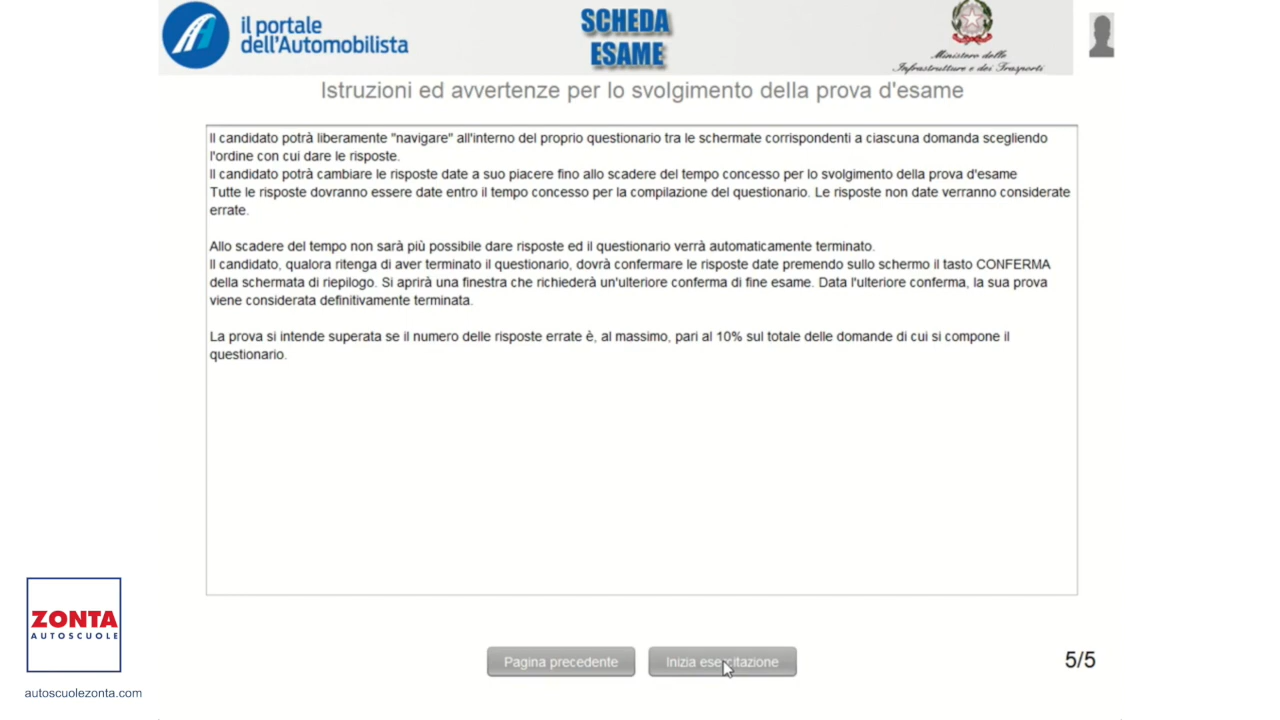 il portale
dell'Automobilista
SCHEDA
ESAME
Ministero delle
Infrastrutture e dei Trasporti
Istruzioni ed avvertenze per lo svolgimento della prova d'esame
Il candidato potrà liberamente "navigare" all'interno del proprio questionario tra le schermate corrispondenti a ciascuna domanda scegliendo
l'ordine con cui dare le risposte.
Il candidato potrà cambiare le risposte date a suo piacere fino allo scadere del tempo concesso per lo svolgimento della prova d'esame
Tutte le risposte dovranno essere date entro il tempo concesso per la compilazione del questionario. Le risposte non date verranno considerate
errate.
Allo scadere del tempo non sarà più possibile dare risposte ed il questionario verrà automaticamente terminato.
Il candidato, qualora ritenga di aver terminato il questionario, dovrà confermare le risposte date premendo sullo schermo il tasto CONFERMA
della schermata di riepilogo. Si aprirà una finestra che richiederà un'ulteriore conferma di fine esame. Data l'ulteriore conferma, la sua prova
viene considerata definitivamente terminata.
La prova si intende superata se il numero delle risposte errate è, al massimo, pari al 10% sul totale delle domande di cui si compone il
questionario.
Pagina precedente
Inizia esercitazione
5/5
ZONTA
AUTOSCUOLE
autoscuolezonta.com